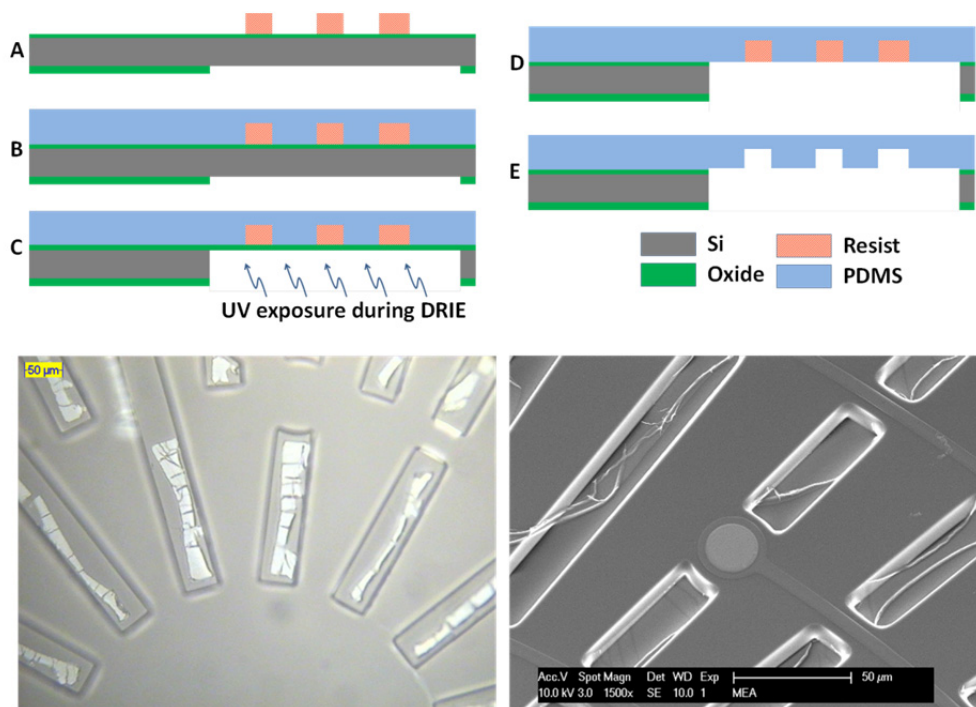 A
B
C
UV exposure during DRIE
D
E
Si
Resist
Oxide
PDMS
50 µm
Acc.V Spot Magn Det WD Exp
10.0 kV 3.0 1500x SE 10.0 1 MEA
50 µm